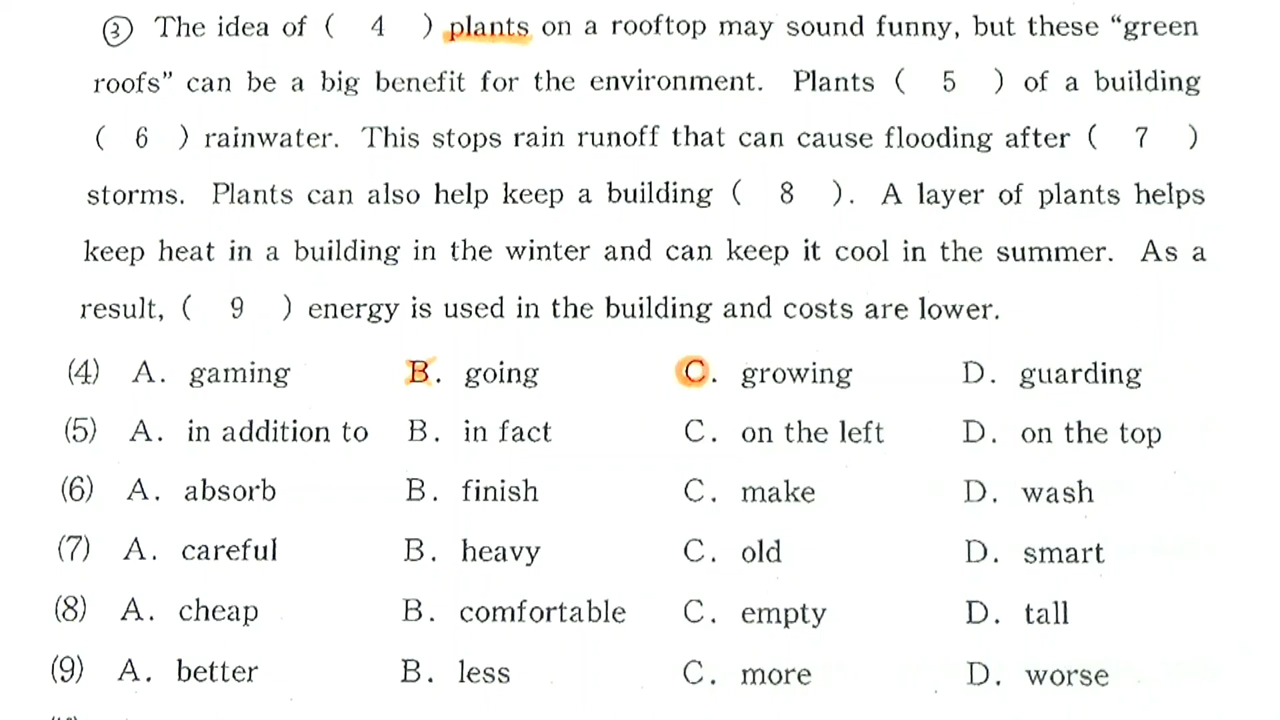 ③ The idea of ( 4 ) plants on a rooftop may sound funny, but these “green
roofs” can be a big benefit for the environment. Plants ( 5 ) of a building
( 6 ) rainwater. This stops rain runoff that can cause flooding after ( 7 )
storms. Plants can also help keep a building ( 8 ). A layer of plants helps
keep heat in a building in the winter and can keep it cool in the summer. As a
result, ( 9 ) energy is used in the building and costs are lower.
(4) A. gaming B. going C. growing D. guarding
(5) A. in addition to B. in fact C. on the left D. on the top
(6) A. absorb B. finish C. make D. wash
(7) A. careful B. heavy C. old D. smart
(8) A. cheap B. comfortable C. empty D. tall
(9) A. better B. less C. more D. worse